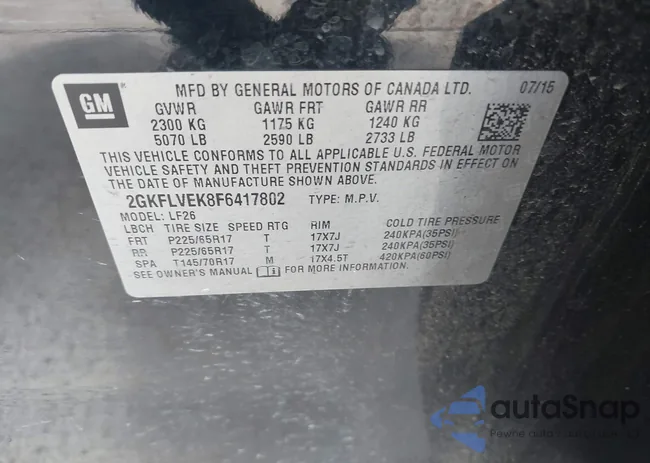 GM
MFD BY GENERAL MOTORS OF CANADA LTD. 07/15
GVWR GAWR FRT GAWR RR
2300 KG 1175 KG 1240 KG
5070 LB 2590 LB 2733 LB
THIS VEHICLE CONFORMS TO ALL APPLICABLE U.S. FEDERAL MOTOR
VEHICLE SAFETY AND THEFT PREVENTION STANDARDS IN EFFECT ON
THE DATE OF MANUFACTURE SHOWN ABOVE.
2GKFLVEK8F6417802 TYPE: M.P.V.
MODEL: LF26
LBCH TIRE SIZE SPEED RTG RIM COLD TIRE PRESSURE
FRT P225/65R17 T 17X7J 240KPA(35PSI)
RR P225/65R17 T 17X7J 240KPA(35PSI)
SPA T145/70R17 M 17X4.5T 420KPA(60PSI)
SEE OWNER'S MANUAL FOR MORE INFORMATION.
autoSnap
Pewne auto